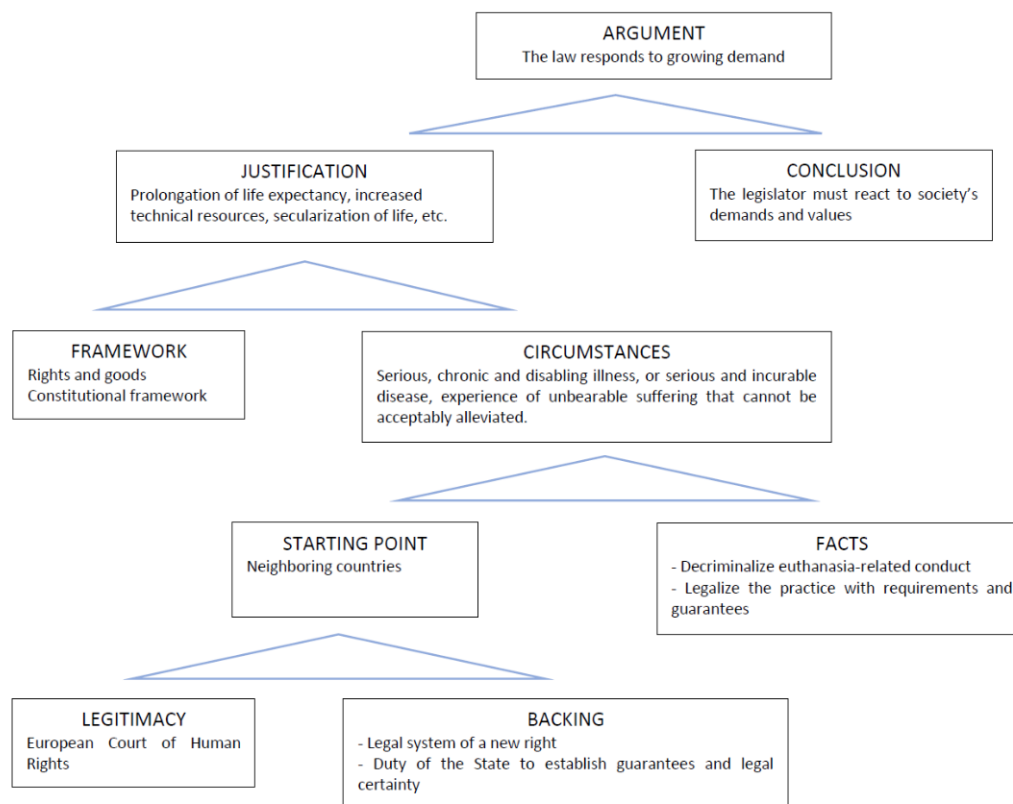 ARGUMENT
The law responds to growing demand
JUSTIFICATION
Prolongation of life expectancy, increased
technical resources, secularization of life, etc.
CONCLUSION
The legislator must react to society’s
demands and values
FRAMEWORK
Rights and goods
Constitutional framework
CIRCUMSTANCES
Serious, chronic and disabling illness, or serious and incurable
disease, experience of unbearable suffering that cannot be
acceptably alleviated.
STARTING POINT
Neighboring countries
FACTS
- Decriminalize euthanasia-related conduct
- Legalize the practice with requirements and
guarantees
LEGITIMACY
European Court of Human
Rights
BACKING
- Legal system of a new right
- Duty of the State to establish guarantees and legal
certainty